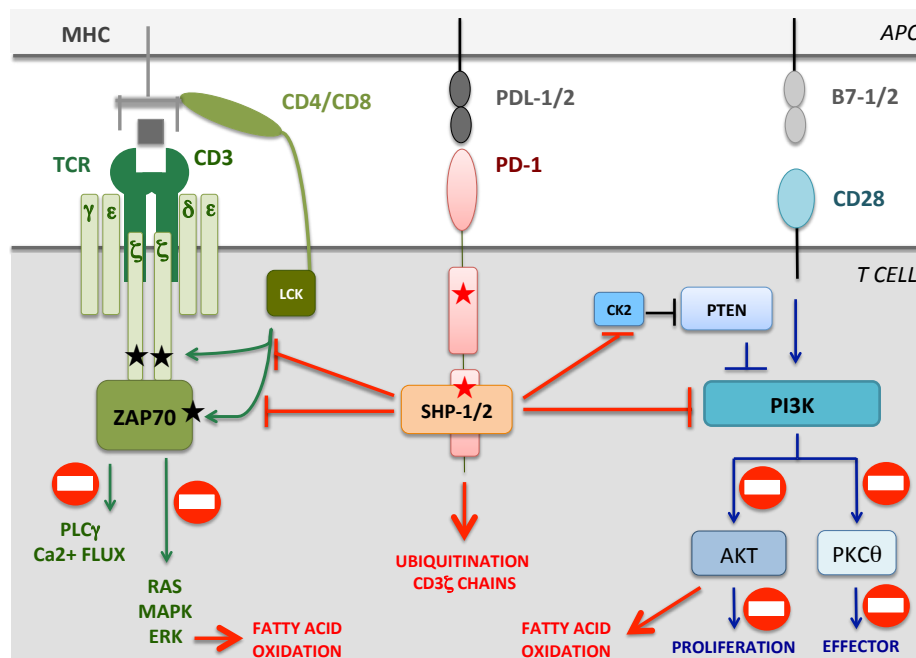 MHC
APC
CD4/CD8
PDL-1/2
B7-1/2
TCR
CD3
PD-1
CD28
γ ε δ ε
ζ ζ
T CELL
LCK
CK2
PTEN
ZAP70
SHP-1/2
PI3K
PLCγ
Ca2+ FLUX
UBIQUITINATION
CD3ζ CHAINS
AKT
PKCθ
RAS
MAPK
ERK
FATTY ACID
OXIDATION
FATTY ACID
OXIDATION
PROLIFERATION
EFFECTOR